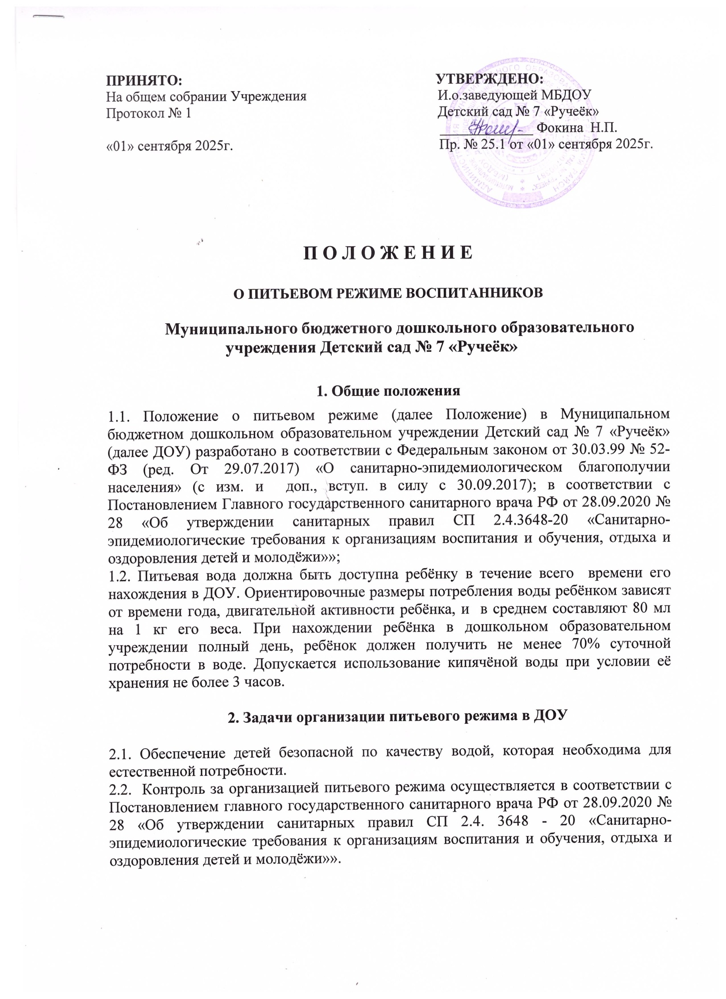 ПРИНЯТО:
На общем собрании Учреждения
Протокол № 1
«01» сентября 2025г.
УТВЕРЖДЕНО:
И.о.заведующей МБДОУ
Детский сад № 7 «Ручеёк»
Фокина Н.П.
Пр. № 25.1 от «01» сентября 2025г.
П О Л О Ж Е Н И Е
О ПИТЬЕВОМ РЕЖИМЕ ВОСПИТАННИКОВ
Муниципального бюджетного дошкольного образовательного
учреждения Детский сад № 7 «Ручеёк»
1. Общие положения
1.1. Положение о питьевом режиме (далее Положение) в Муниципальном
бюджетном дошкольном образовательном учреждении Детский сад № 7 «Ручеёк»
(далее ДОУ) разработано в соответствии с Федеральным законом от 30.03.99 № 52-
ФЗ (ред. От 29.07.2017) «О санитарно-эпидемиологическом благополучии
населения» (с изм. и доп., вступ. в силу с 30.09.2017); в соответствии с
Постановлением Главного государственного санитарного врача РФ от 28.09.2020 №
28 «Об утверждении санитарных правил СП 2.4.3648-20 «Санитарно-
эпидемиологические требования к организациям воспитания и обучения, отдыха и
оздоровления детей и молодёжи»»;
1.2. Питьевая вода должна быть доступна ребёнку в течение всего времени его
нахождения в ДОУ. Ориентировочные размеры потребления воды ребёнком зависят
от времени года, двигательной активности ребёнка, и в среднем составляют 80 мл
на 1 кг его веса. При нахождении ребёнка в дошкольном образовательном
учреждении полный день, ребёнок должен получить не менее 70% суточной
потребности в воде. Допускается использование кипячёной воды при условии её
хранения не более 3 часов.
2. Задачи организации питьевого режима в ДОУ
2.1. Обеспечение детей безопасной по качеству водой, которая необходима для
естественной потребности.
2.2. Контроль за организацией питьевого режима осуществляется в соответствии с
Постановлением главного государственного санитарного врача РФ от 28.09.2020 №
28 «Об утверждении санитарных правил СП 2.4. 3648 - 20 «Санитарно-
эпидемиологические требования к организациям воспитания и обучения, отдыха и
оздоровления детей и молодёжи»».